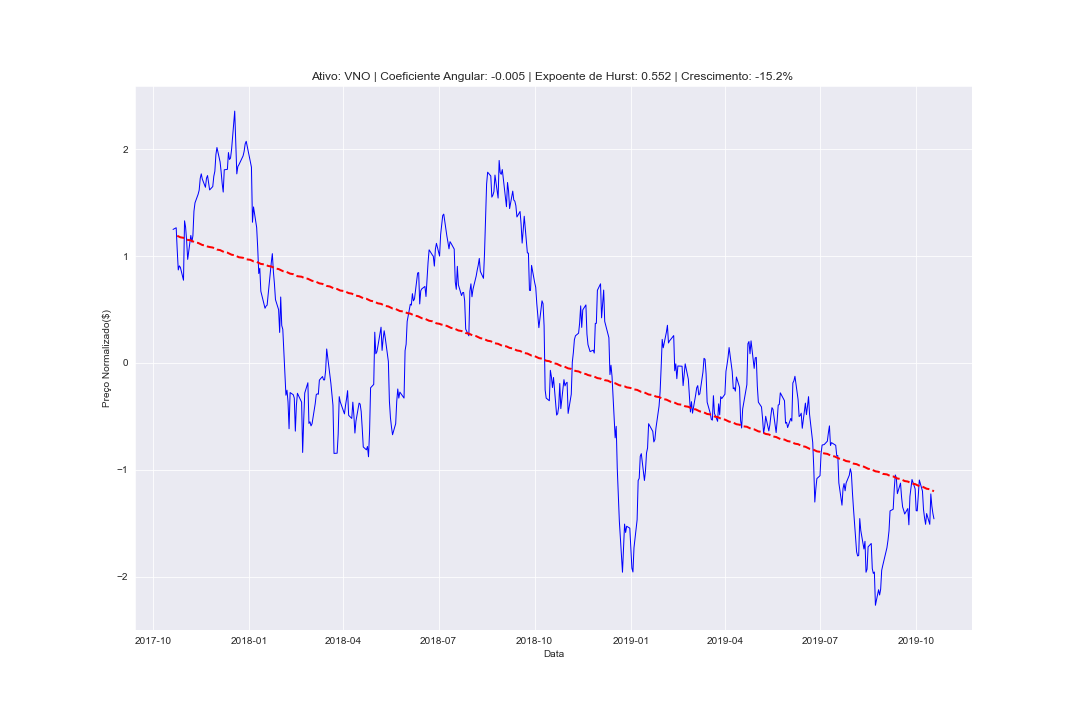 Ativo: VNO | Coeficiente Angular: -0.005 | Expoente de Hurst: 0.552 | Crescimento: -15.2%
Preço Normalizado($)
2
1
0
−1
−2
2017-10 2018-01 2018-04 2018-07 2018-10 2019-01 2019-04 2019-07 2019-10
Data